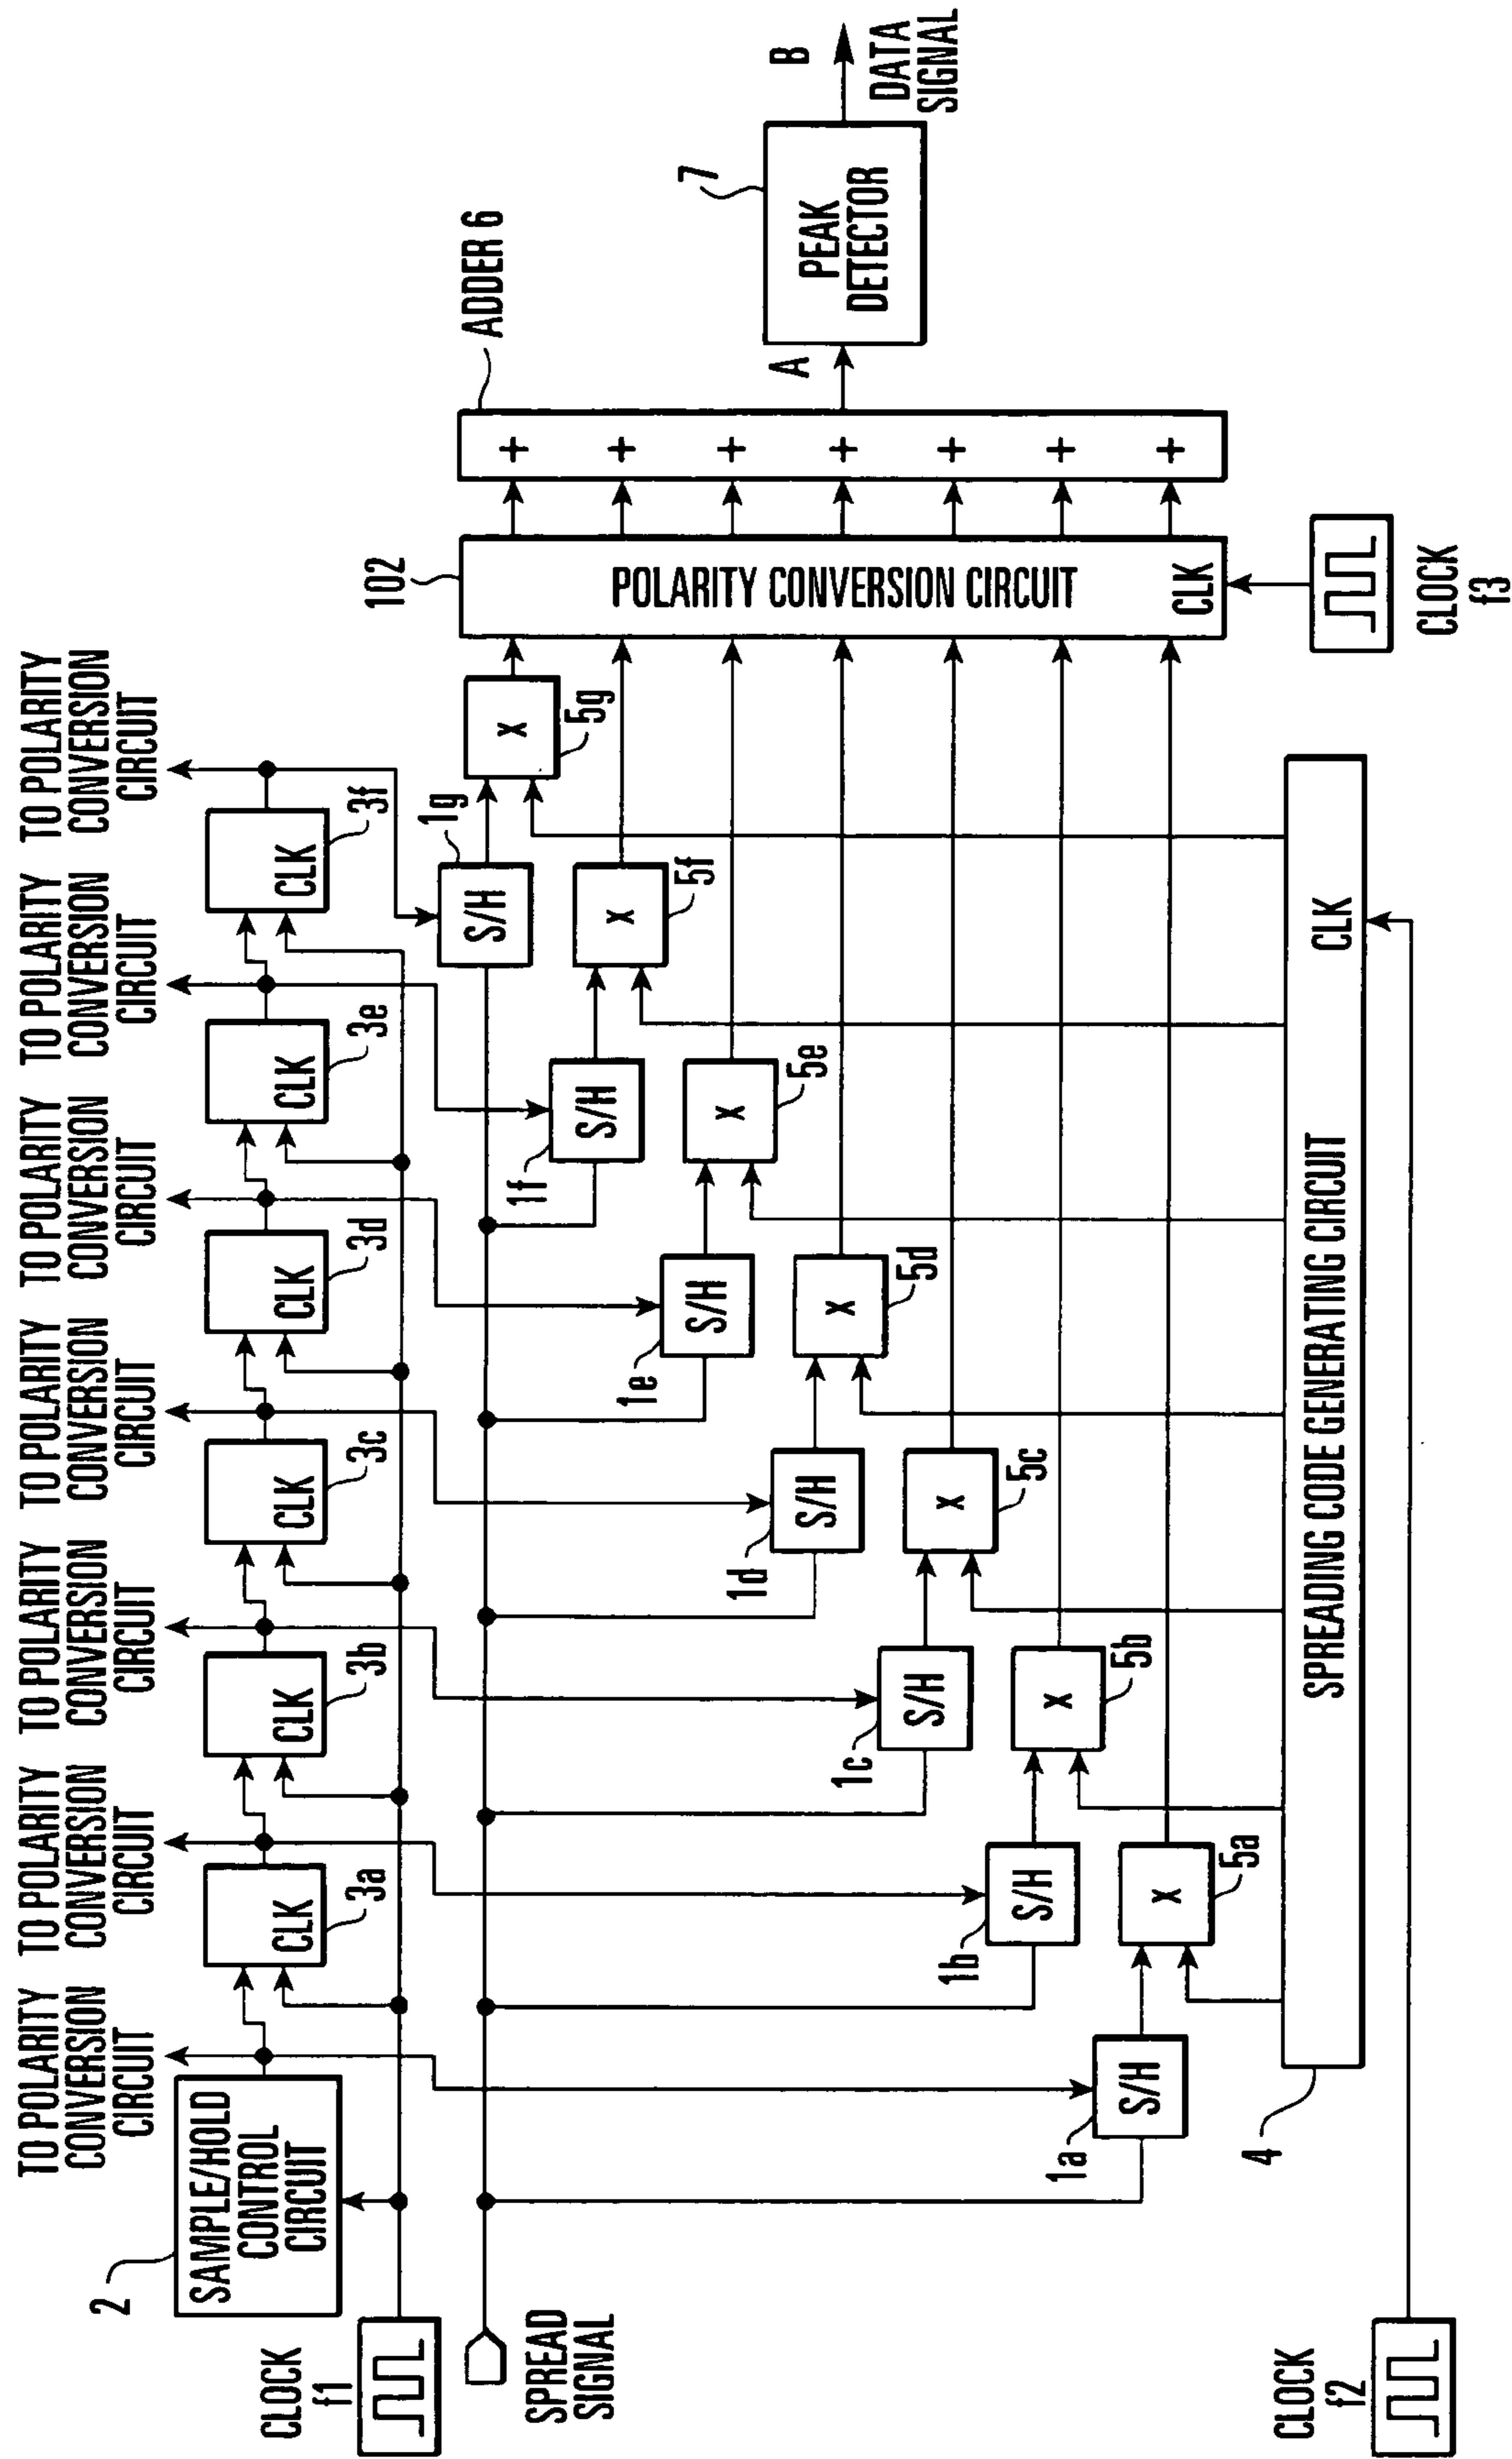 TO POLARITY
CONVERSION
CIRCUIT
TO POLARITY
CONVERSION
CIRCUIT
TO POLARITY
CONVERSION
CIRCUIT
TO POLARITY
CONVERSION
CIRCUIT
TO POLARITY
CONVERSION
CIRCUIT
TO POLARITY
CONVERSION
CIRCUIT
TO POLARITY
CONVERSION
CIRCUIT
2
SAMPLE/HOLD
CONTROL
CIRCUIT
CLK
3a
CLK
3b
CLK
3c
CLK
3d
CLK
3e
CLK
3f
CLOCK
f1
SPREAD
SIGNAL
S/H
1g
X
5g
S/H
1f
X
5f
S/H
1e
X
5e
S/H
1d
X
5d
S/H
1c
X
5c
S/H
1b
X
5b
S/H
1a
X
5a
102
POLARITY CONVERSION CIRCUIT
CLK
ADDER 6
+
+
+
+
+
+
+
A
7
PEAK
DETECTOR
B
DATA
SIGNAL
CLOCK
f3
4
SPREADING CODE GENERATING CIRCUIT
CLK
CLOCK
f2